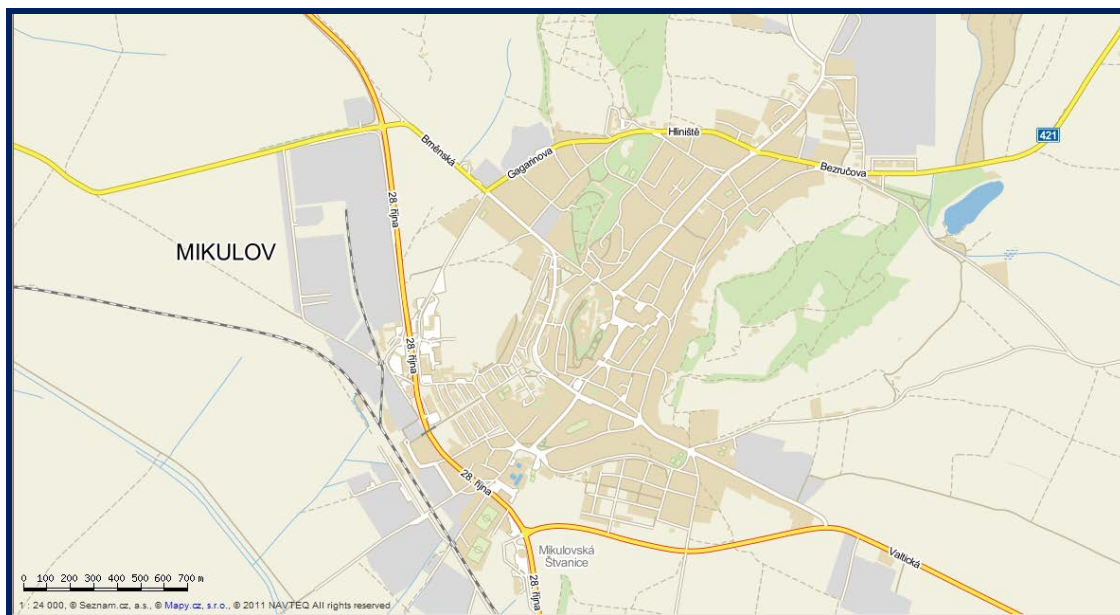 421
Hliniště
Brněnská
Gagarinova
Bezručova
28. října
MIKULOV
28. října
28. října
Mikulovská
Štvanice
Valtická
28. října
0 100 200 300 400 500 600 700 m
1 : 24 000, © Seznam.cz, a.s., © Mapy.cz, s.r.o., © 2011 NAVTEQ All rights reserved